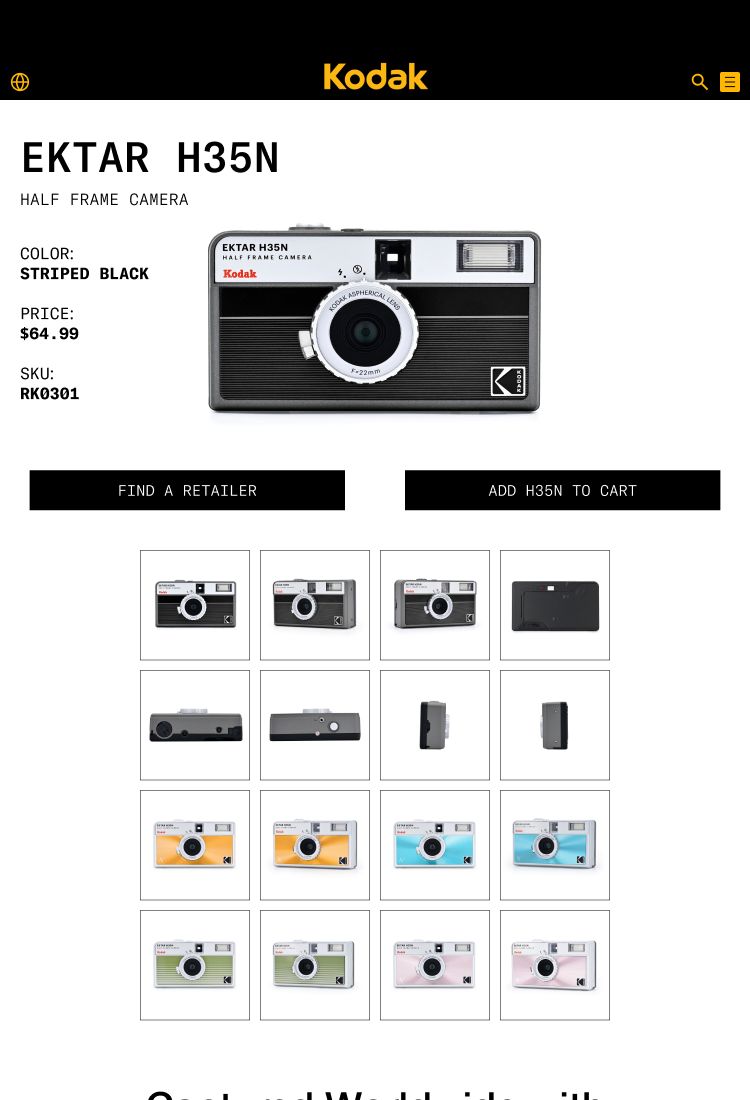 Kodak
EKTAR H35N
HALF FRAME CAMERA
COLOR:
STRIPED BLACK
PRICE:
$64.99
SKU:
RK0301
EKTAR H35N
HALF FRAME CAMERA
Kodak
KODAK ASPHERICAL LENS
F=22mm
KODAK
FIND A RETAILER
ADD H35N TO CART